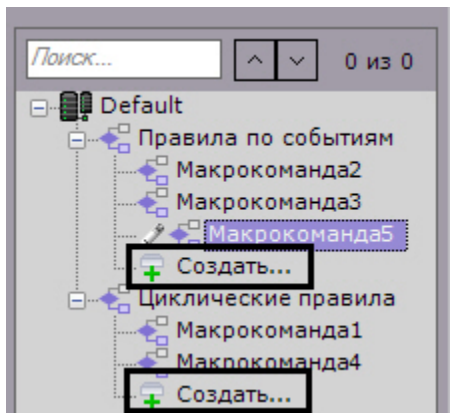 Поиск... 0 из 0
Default
Правила по событиям
Макрокоманда2
Макрокоманда3
Макрокоманда5
Создать...
Циклические правила
Макрокоманда1
Макрокоманда4
Создать...